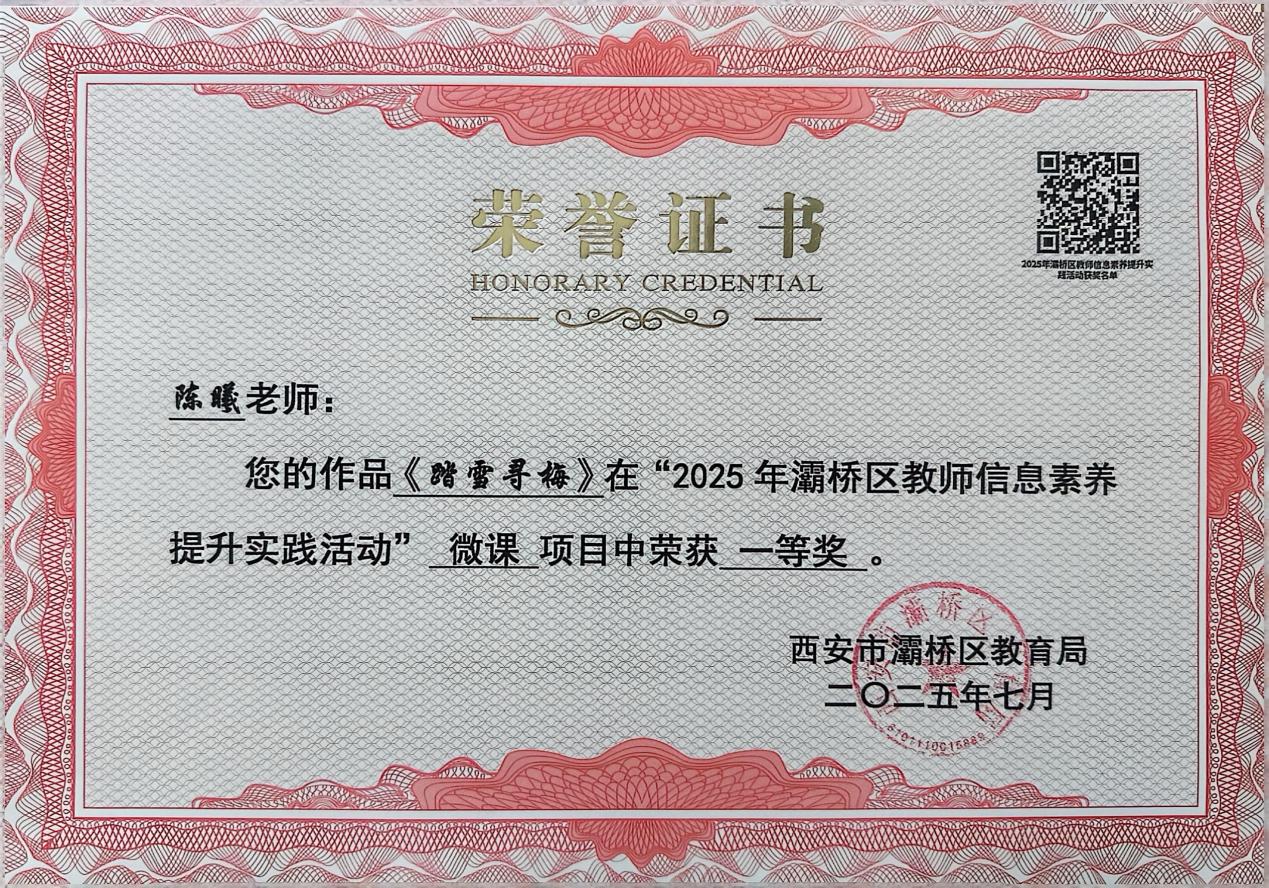 荣誉证书
HONORARY CREDENTIAL
2025年灞桥区教师信息素养提升实
践活动获奖名单
陈曦老师：
您的作品《踏雪寻梅》在“2025年灞桥区教师信息素养
提升实践活动” 微课 项目中荣获 一等奖 。
西安市灞桥区教育局
二〇二五年七月